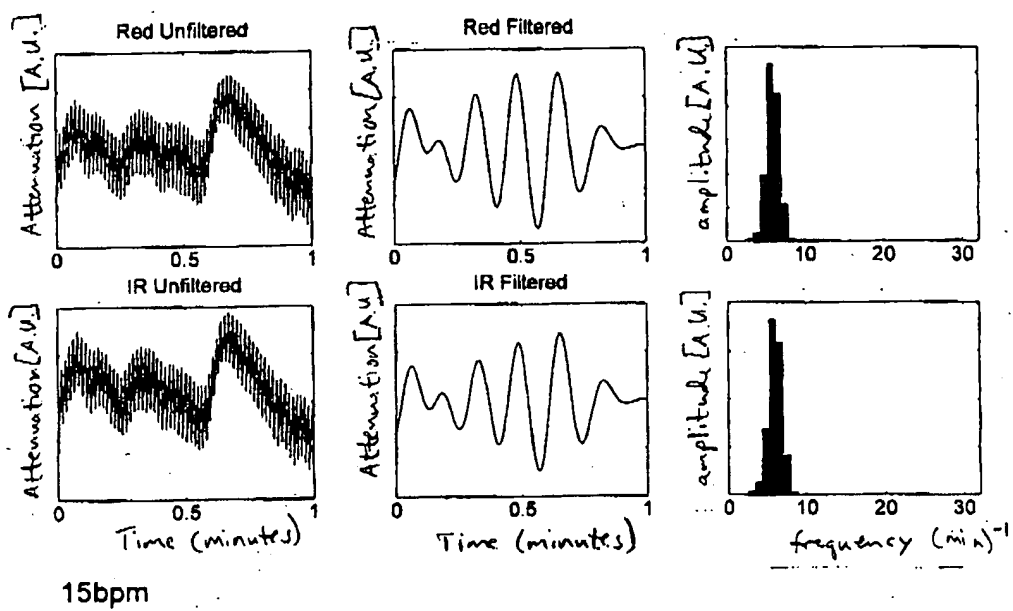 Red Unfiltered
Attenuation [A.U.]
0 0.5 1
Red Filtered
Attenuation [A.U.]
0 0.5 1
amplitude [A.U.]
0 10 20 30
IR Unfiltered
Attenuation [A.U.]
0 0.5 1
Time (minutes)
IR Filtered
Attenuation [A.U]
0 0.5 1
Time (minutes)
amplitude [A.U.]
0 10 20 30
frequency (min)⁻¹
15bpm